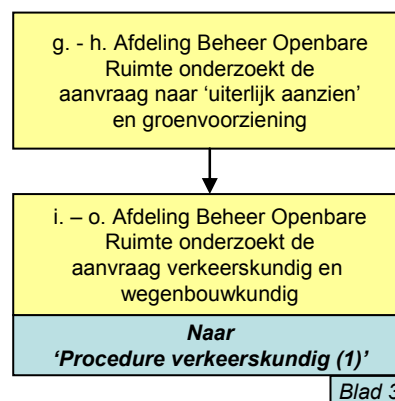 g. - h. Afdeling Beheer Openbare
Ruimte onderzoekt de
aanvraag naar ‘uiterlijk aanzien’
en groenvoorziening
i. – o. Afdeling Beheer Openbare
Ruimte onderzoekt de
aanvraag verkeerskundig en
wegenbouwkundig
Naar
‘Procedure verkeerskundig (1)’
Blad 3